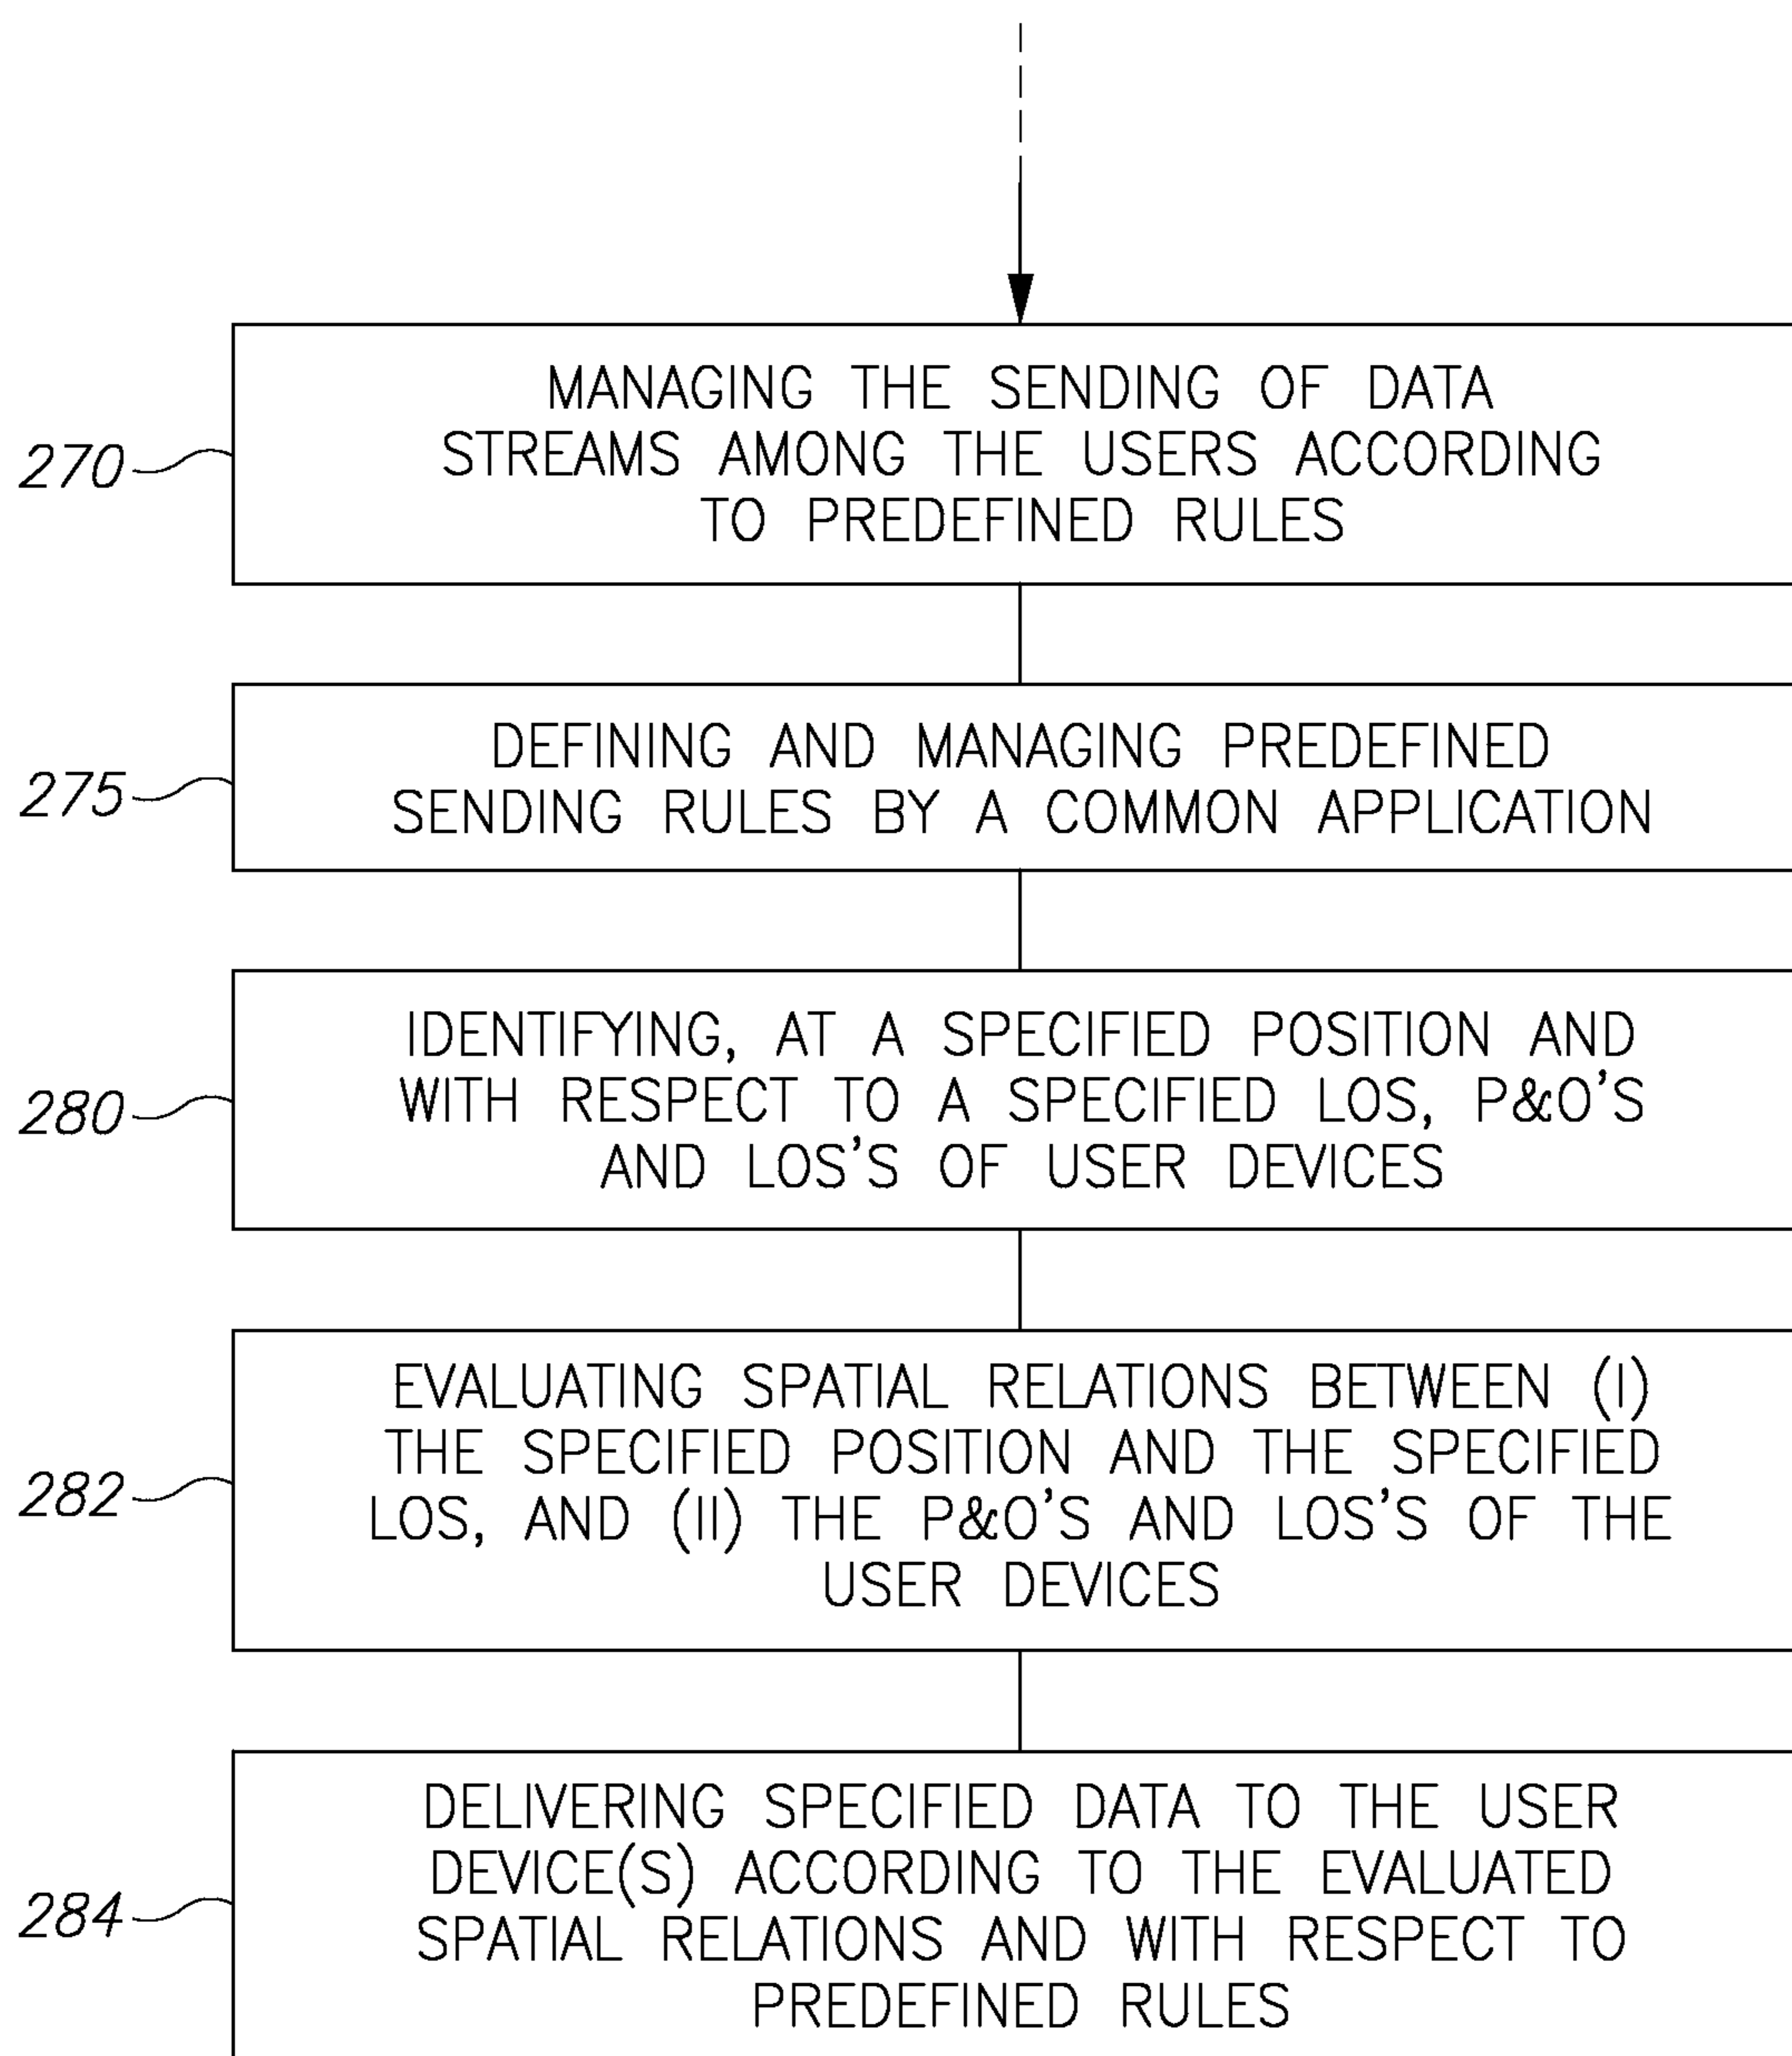 MANAGING THE SENDING OF DATA
270 STREAMS AMONG THE USERS ACCORDING
TO PREDEFINED RULES
DEFINING AND MANAGING PREDEFINED
275 SENDING RULES BY A COMMON APPLICATION
IDENTIFYING, AT A SPECIFIED POSITION AND
280 WITH RESPECT TO A SPECIFIED LOS, P&O'S
AND LOS'S OF USER DEVICES
EVALUATING SPATIAL RELATIONS BETWEEN (I)
THE SPECIFIED POSITION AND THE SPECIFIED
282 LOS, AND (II) THE P&O'S AND LOS'S OF THE
USER DEVICES
DELIVERING SPECIFIED DATA TO THE USER
DEVICE(S) ACCORDING TO THE EVALUATED
284 SPATIAL RELATIONS AND WITH RESPECT TO
PREDEFINED RULES